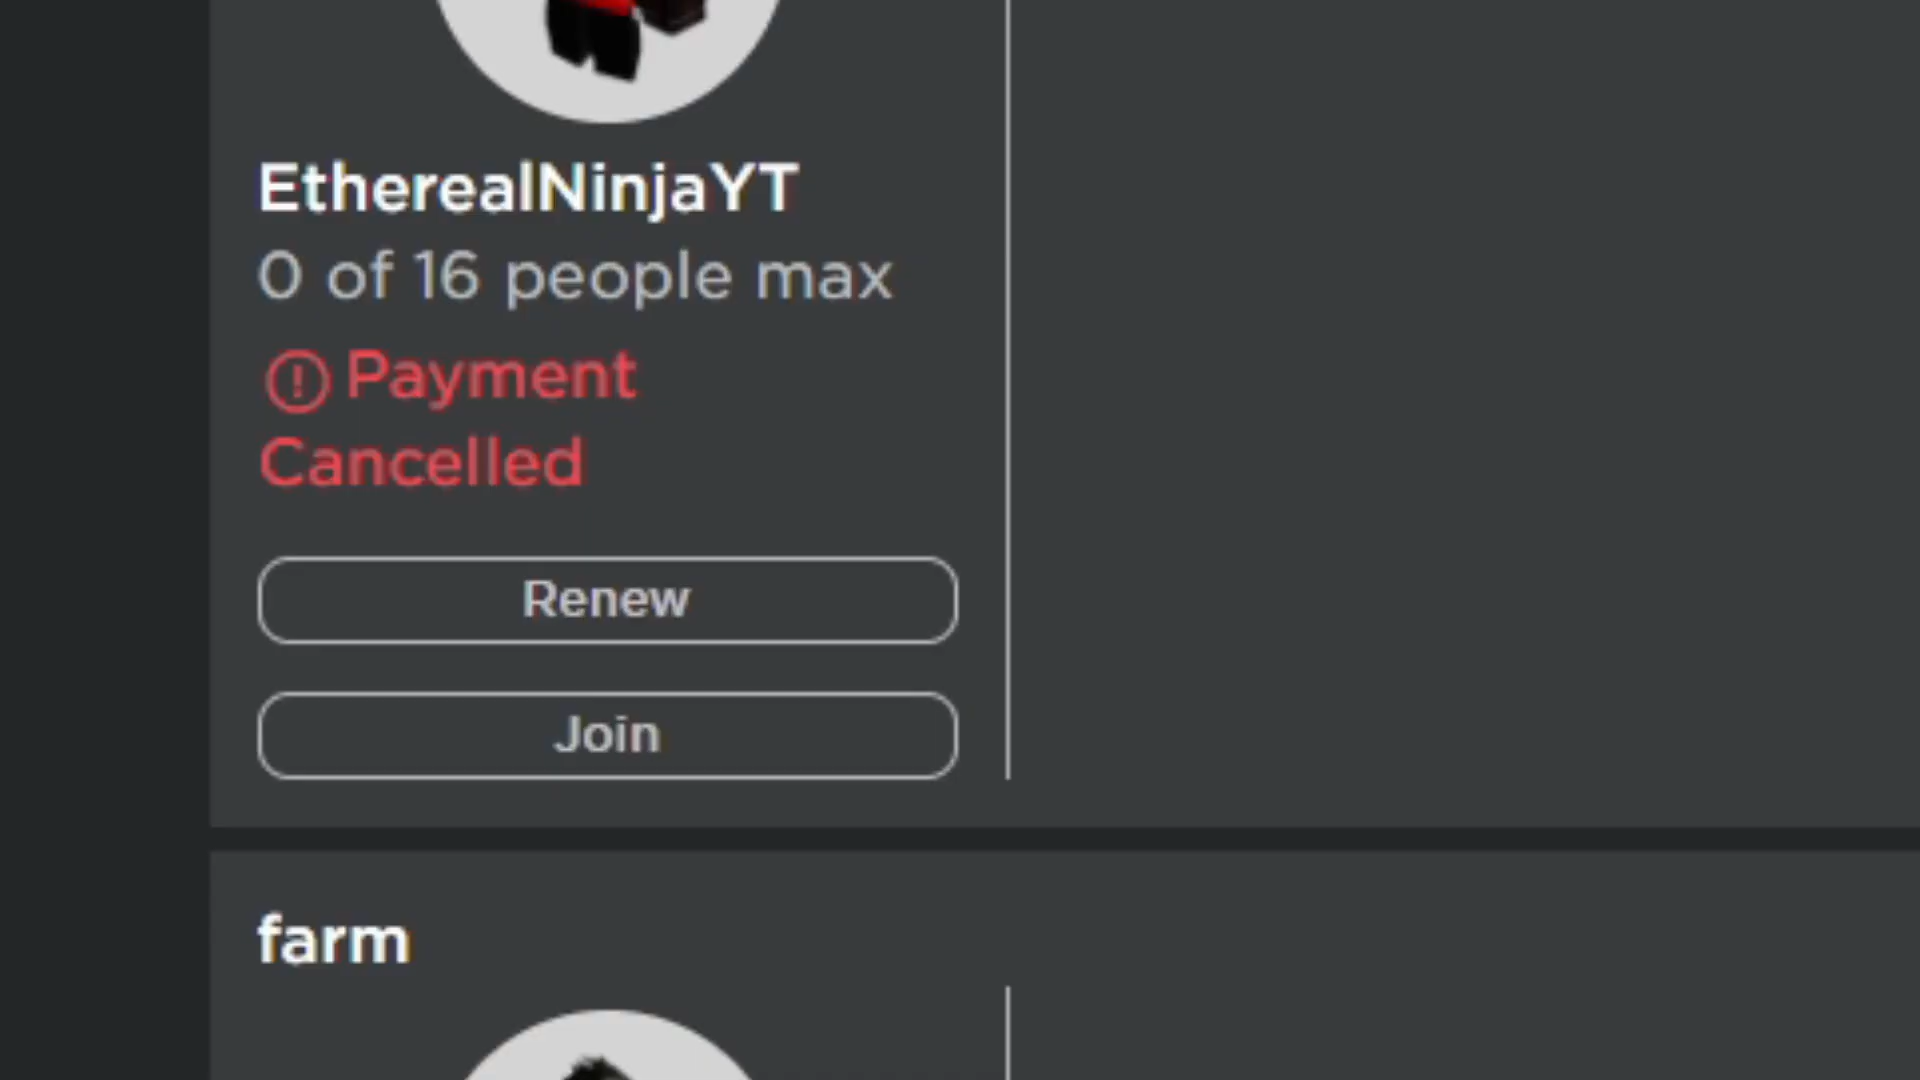 EtherealNinjaYT
0 of 16 people max
Payment
Cancelled
Renew
Join
farm